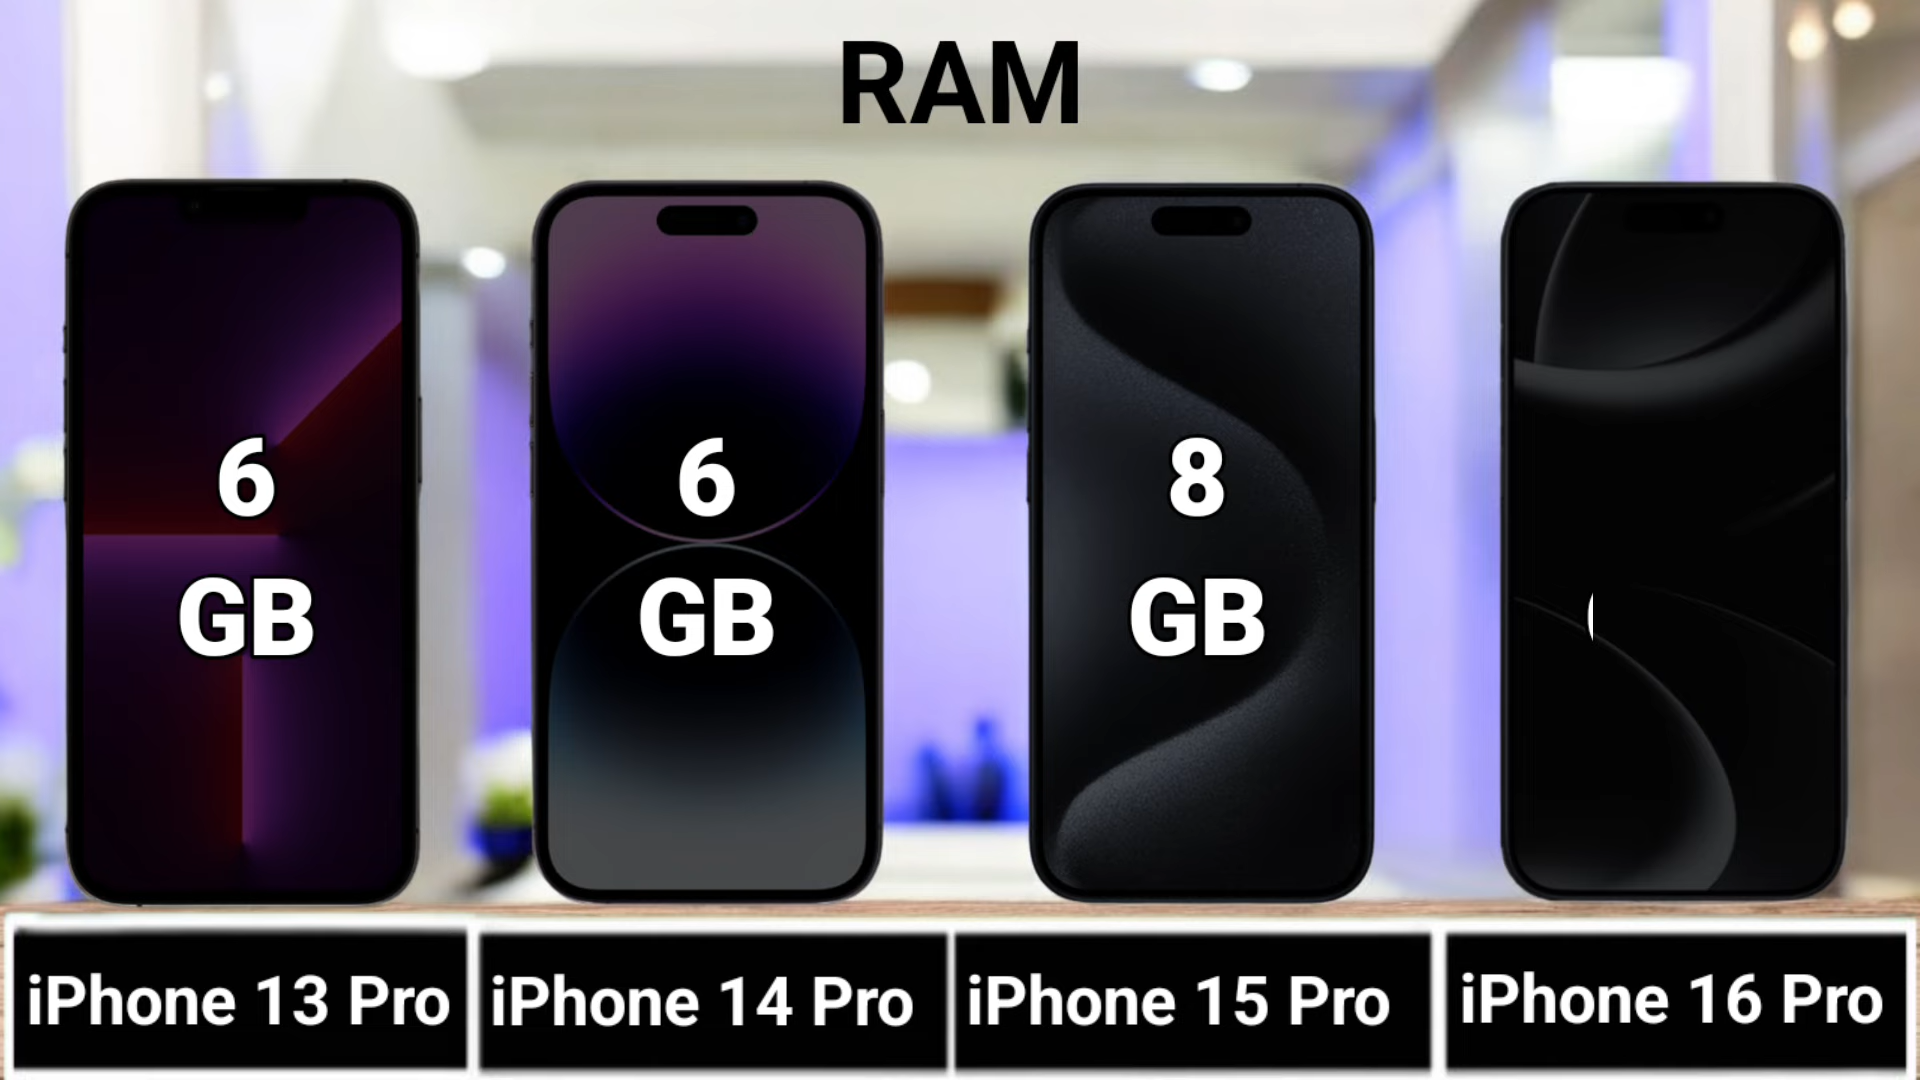 RAM
6
GB
6
GB
8
GB
iPhone 13 Pro
iPhone 14 Pro
iPhone 15 Pro
iPhone 16 Pro